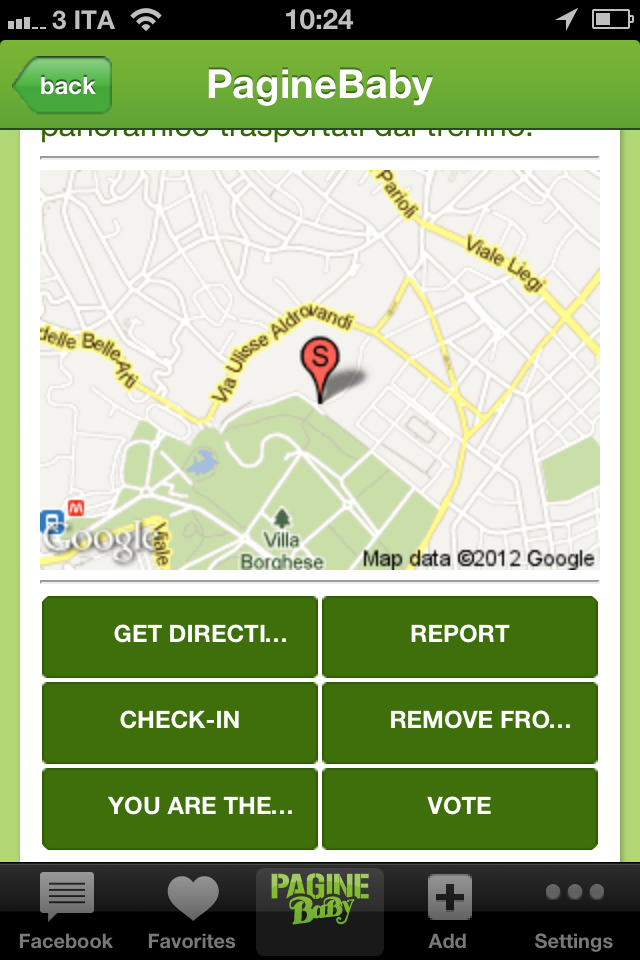 3 ITA 10:24
back PagineBaby
panoramico trasportati dal trenino.
Parioli
Viale Liegi
Via Ulisse Aldrovandi
delle Belle Arti
S
M
Viale
Villa
Borghese
Google
Map data ©2012 Google
GET DIRECTI... REPORT
CHECK-IN REMOVE FRO...
YOU ARE THE... VOTE
PAGINE
BaBy
Facebook Favorites Add Settings